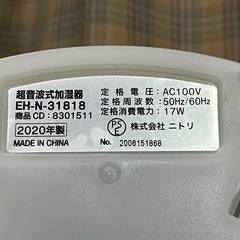 超音波式加湿器
EH-N-31818
商品CD：8301511
2020年製
MADE IN CHINA
定格電圧：AC100V
定格周波数：50Hz/60Hz
定格消費電力：17W
PSE 株式会社 ニトリ
No. 2006151868